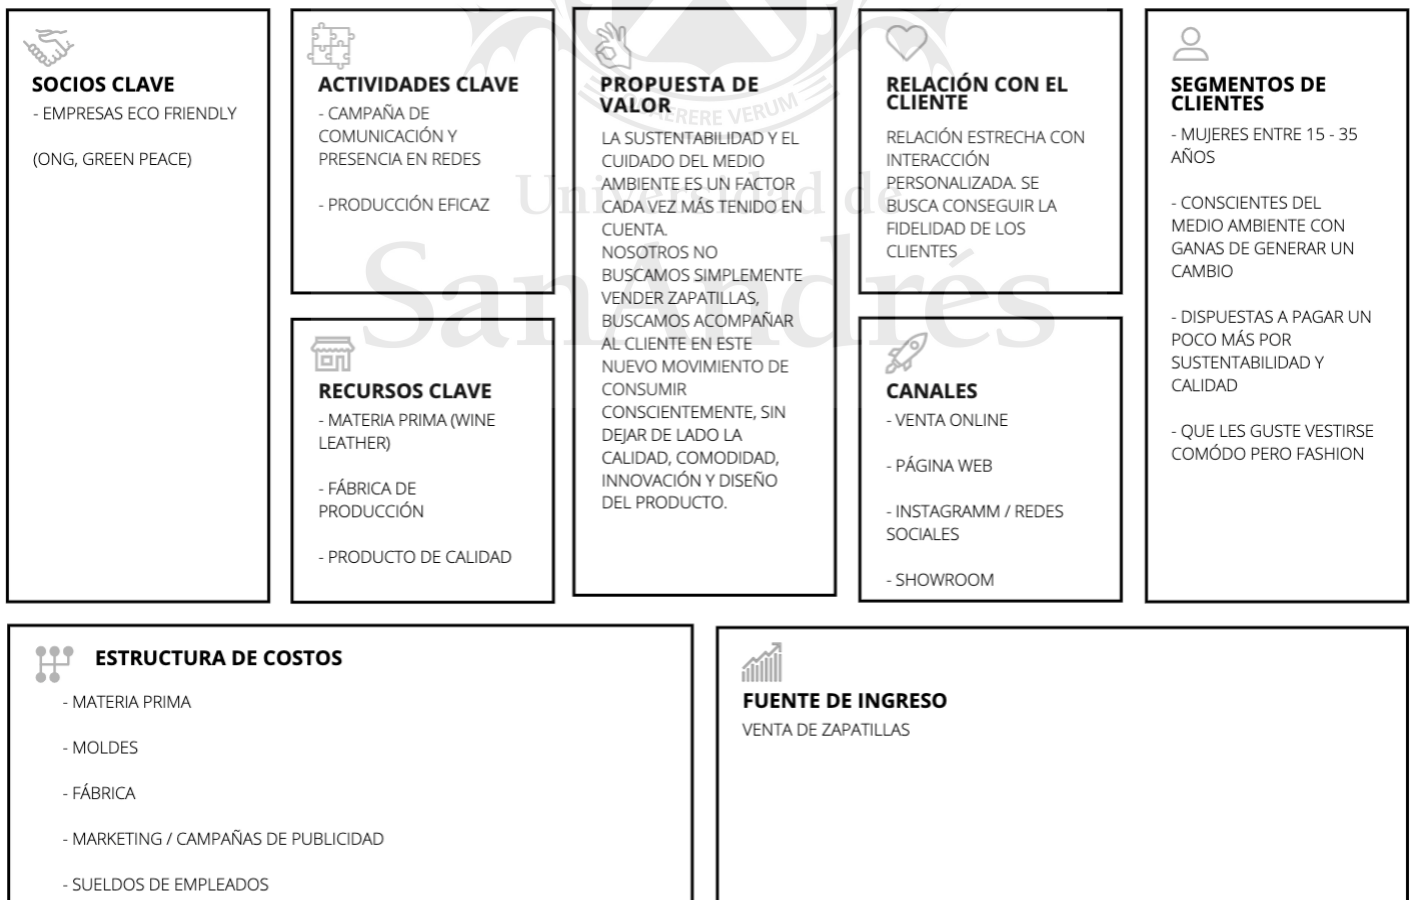 SOCIOS CLAVE
- EMPRESAS ECO FRIENDLY
(ONG, GREEN PEACE)
ACTIVIDADES CLAVE
- CAMPAÑA DE
COMUNICACIÓN Y
PRESENCIA EN REDES
- PRODUCCIÓN EFICAZ
RECURSOS CLAVE
- MATERIA PRIMA (WINE
LEATHER)
- FÁBRICA DE
PRODUCCIÓN
- PRODUCTO DE CALIDAD
PROPUESTA DE
VALOR
LA SUSTENTABILIDAD Y EL
CUIDADO DEL MEDIO
AMBIENTE ES UN FACTOR
CADA VEZ MÁS TENIDO EN
CUENTA.
NOSOTROS NO
BUSCAMOS SIMPLEMENTE
VENDER ZAPATILLAS,
BUSCAMOS ACOMPAÑAR
AL CLIENTE EN ESTE
NUEVO MOVIMIENTO DE
CONSUMIR
CONSCIENTEMENTE, SIN
DEJAR DE LADO LA
CALIDAD, COMODIDAD,
INNOVACIÓN Y DISEÑO
DEL PRODUCTO.
RELACIÓN CON EL
CLIENTE
RELACIÓN ESTRECHA CON
INTERACCIÓN
PERSONALIZADA. SE
BUSCA CONSEGUIR LA
FIDELIDAD DE LOS
CLIENTES
CANALES
- VENTA ONLINE
- PÁGINA WEB
- INSTAGRAMM / REDES
SOCIALES
- SHOWROOM
SEGMENTOS DE
CLIENTES
- MUJERES ENTRE 15 - 35
AÑOS
- CONSCIENTES DEL
MEDIO AMBIENTE CON
GANAS DE GENERAR UN
CAMBIO
- DISPUESTAS A PAGAR UN
POCO MÁS POR
SUSTENTABILIDAD Y
CALIDAD
- QUE LES GUSTE VESTIRSE
COMÓDO PERO FASHION
ESTRUCTURA DE COSTOS
- MATERIA PRIMA
- MOLDES
- FÁBRICA
- MARKETING / CAMPAÑAS DE PUBLICIDAD
- SUELDOS DE EMPLEADOS
FUENTE DE INGRESO
VENTA DE ZAPATILLAS
VERUM
Universidad de
SanAndrés